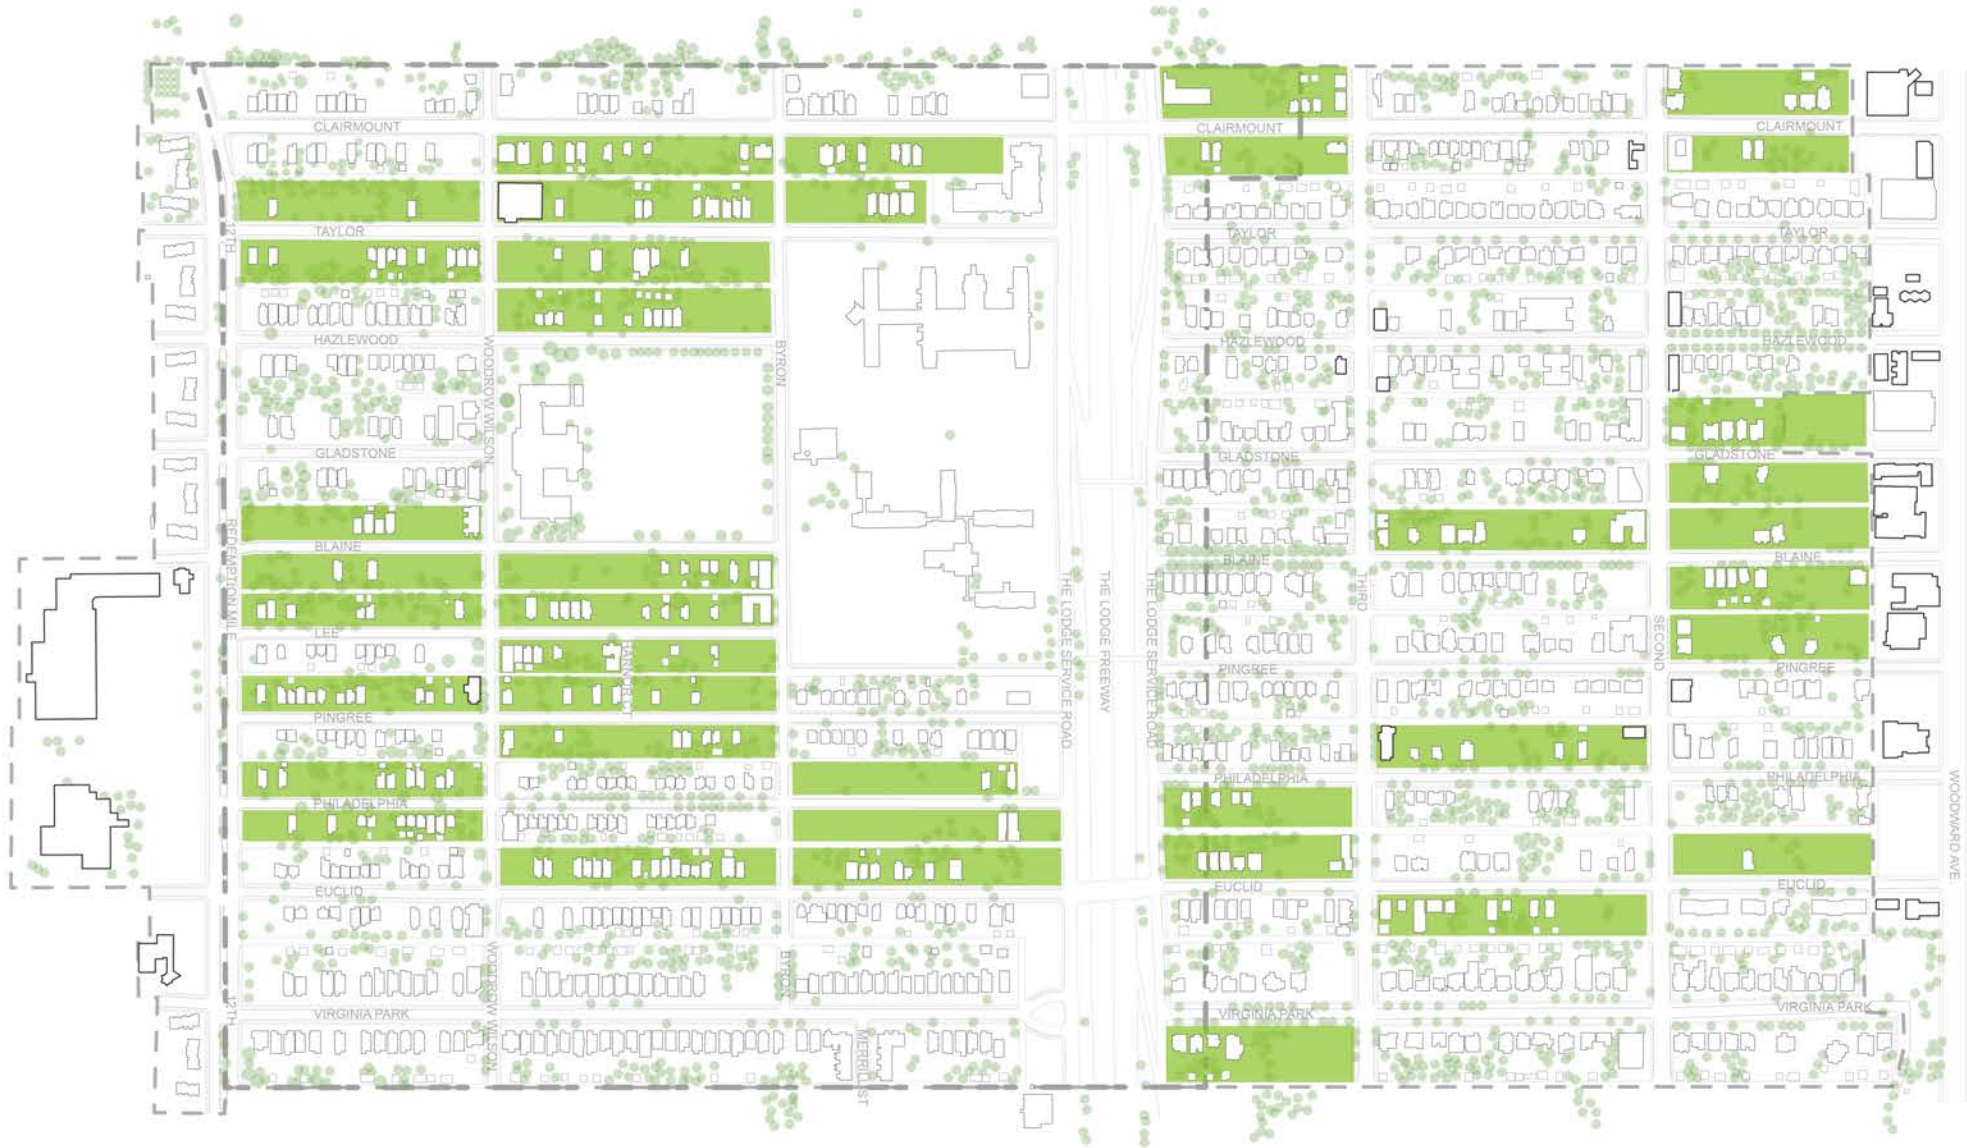 CLAIRMOUNT
CLAIRMOUNT
CLAIRMOUNT
12TH
TAYLOR
TAYLOR
TAYLOR
HAZLEWOOD
WOODROW WILSON
BYRON
HAZLEWOOD
HAZLEWOOD
GLADSTONE
GLADSTONE
GLADSTONE
REDEMPTION MILE
BLAINE
BLAINE
BLAINE
THE LODGE SERVICE ROAD
THE LODGE FREEWAY
THE LODGE SERVICE ROAD
THIRD
SECOND
LEE
PINGREE
PINGREE
PINGREE
PHILADELPHIA
PHILADELPHIA
PHILADELPHIA
WOODWARD AVE.
EUCLID
EUCLID
EUCLID
12TH
WOODROW WILSON
BYRON
VIRGINIA PARK
VIRGINIA PARK
VIRGINIA PARK
MERRILL ST